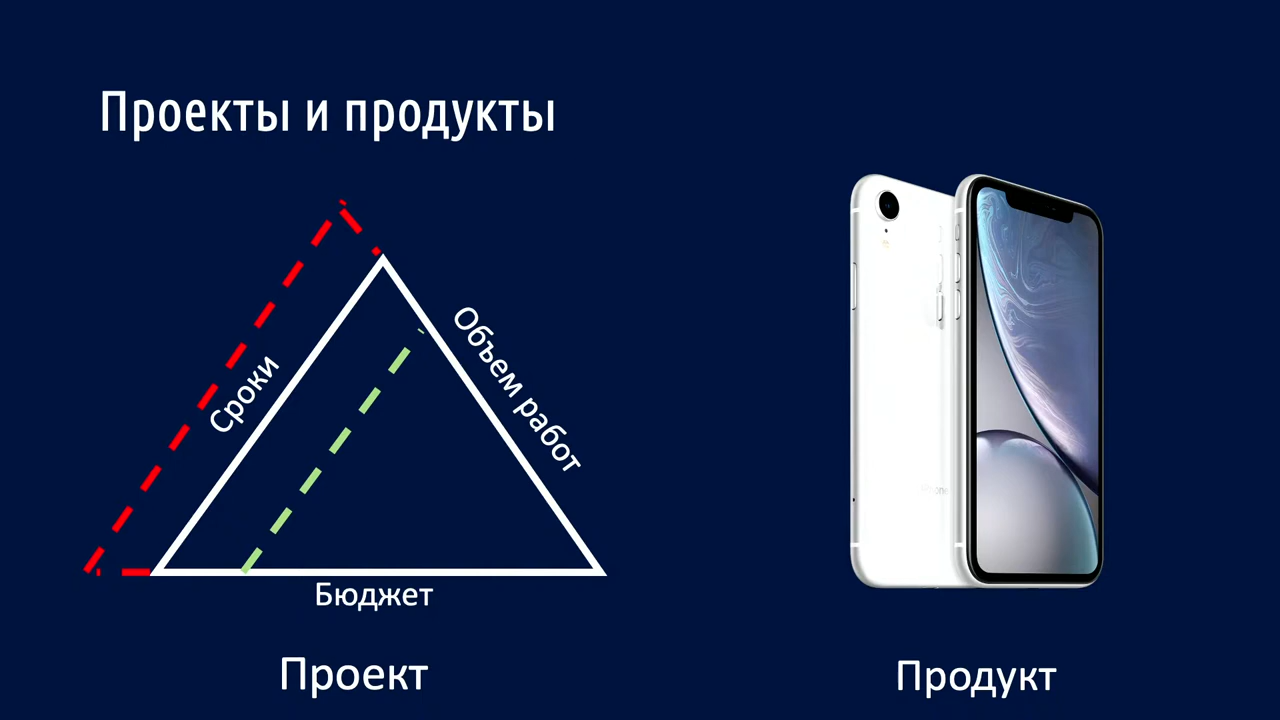 Проекты и продукты
Сроки
Объем работ
Бюджет
Проект
Продукт